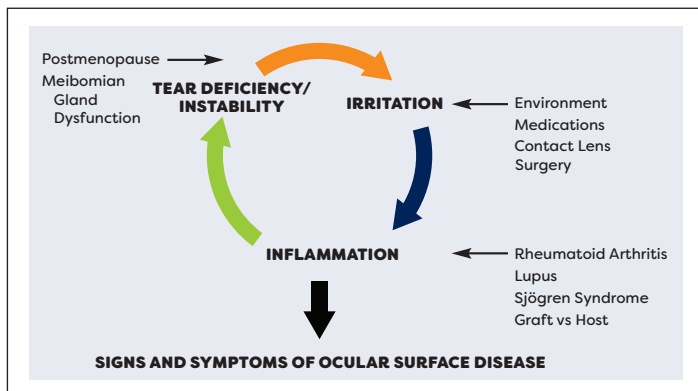 Postmenopause
Meibomian
Gland
Dysfunction
TEAR DEFICIENCY/
INSTABILITY
IRRITATION
Environment
Medications
Contact Lens
Surgery
INFLAMMATION
Rheumatoid Arthritis
Lupus
Sjögren Syndrome
Graft vs Host
SIGNS AND SYMPTOMS OF OCULAR SURFACE DISEASE